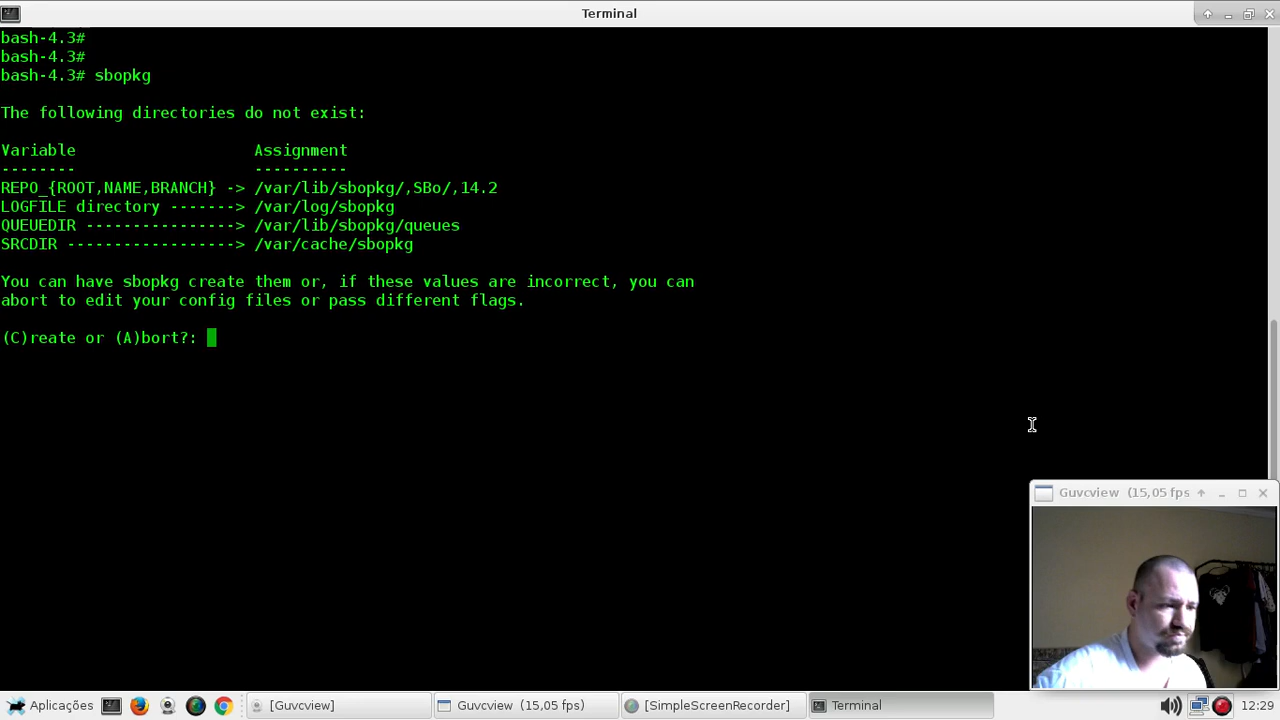 Terminal
bash-4.3#
bash-4.3#
bash-4.3# sbopkg
The following directories do not exist:
Variable                   Assignment
--------                   ----------
REPO_{ROOT,NAME,BRANCH} -> /var/lib/sbopkg/,SBo/,14.2
LOGFILE directory -------> /var/log/sbopkg
QUEUEDIR ----------------> /var/lib/sbopkg/queues
SRCDIR ------------------> /var/cache/sbopkg
You can have sbopkg create them or, if these values are incorrect, you can
abort to edit your config files or pass different flags.
(C)reate or (A)bort?:
Guvcview (15,05 fps
Aplicações [Guvcview] Guvcview (15,05 fps) [SimpleScreenRecorder] Terminal 12:29